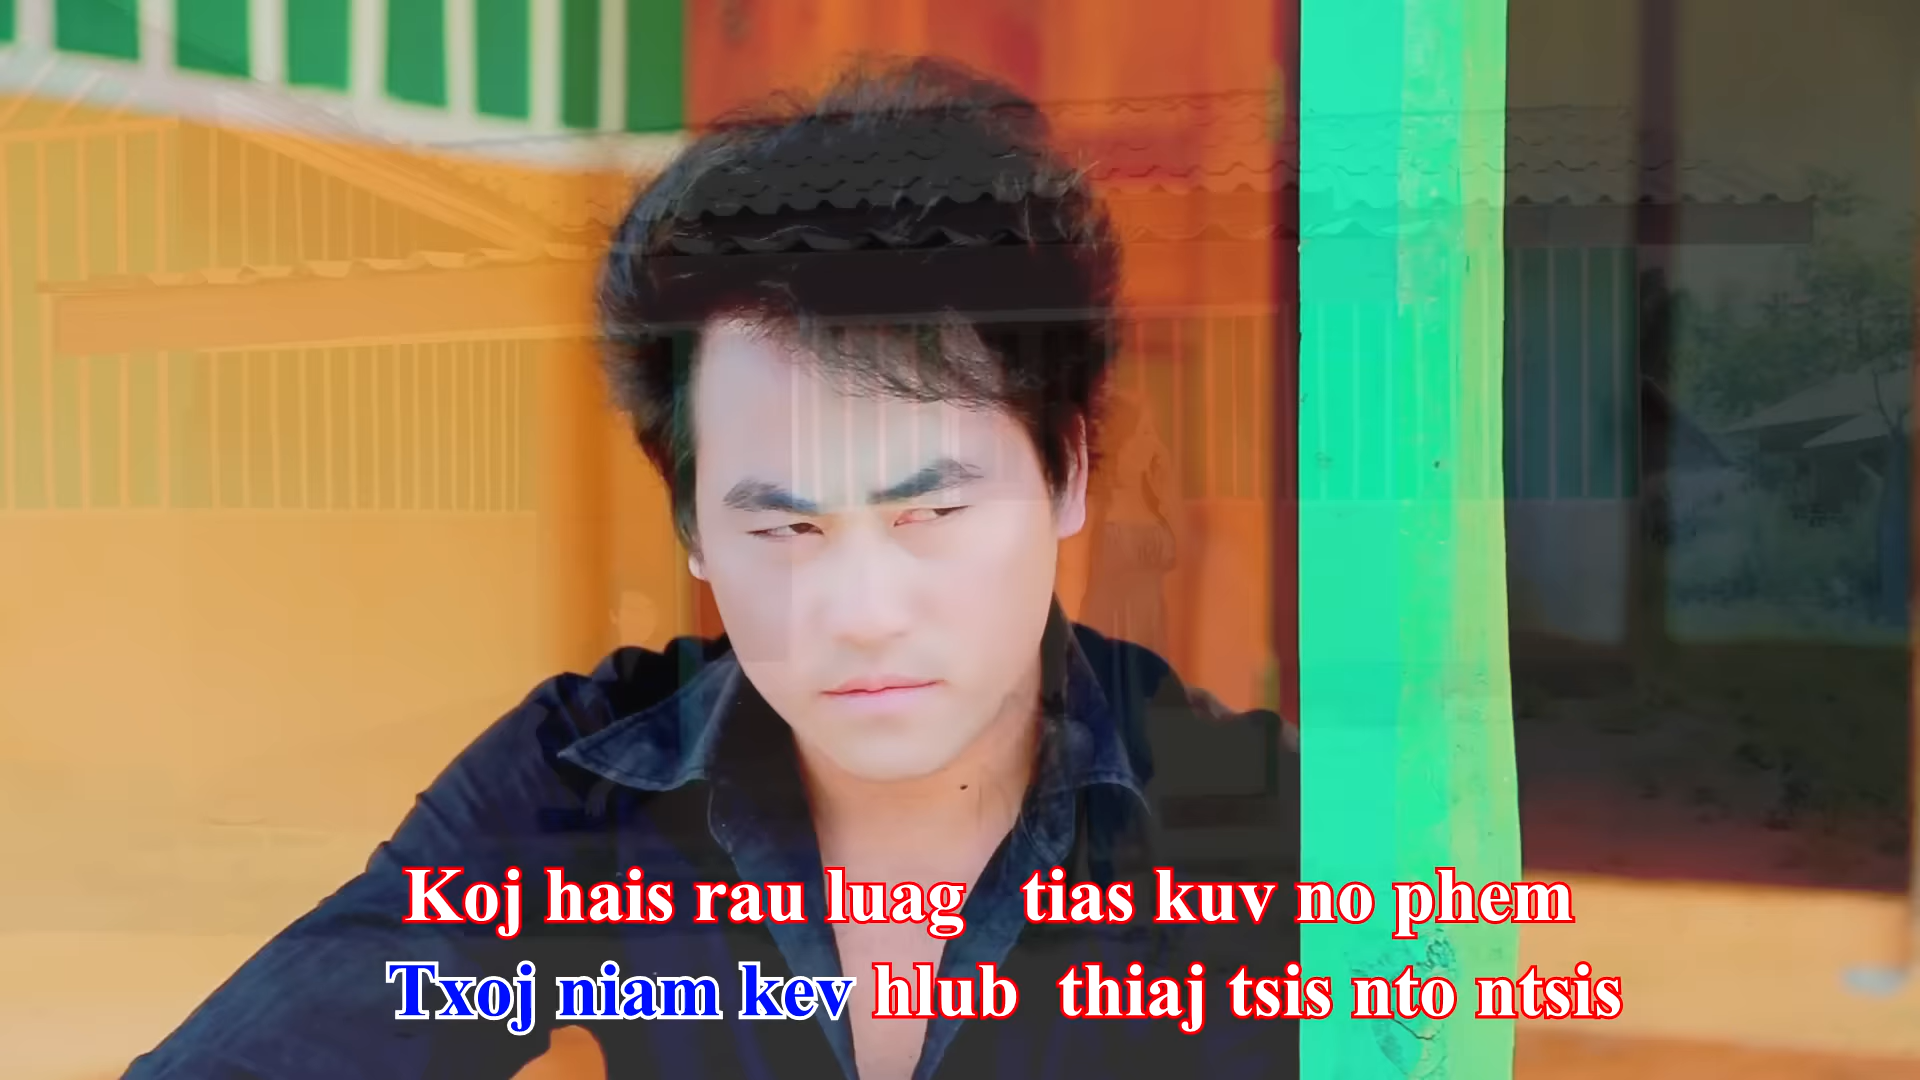 Koj hais rau luag tias kuv no phem
Txoj niam kev hlub thiaj tsis nto ntsis